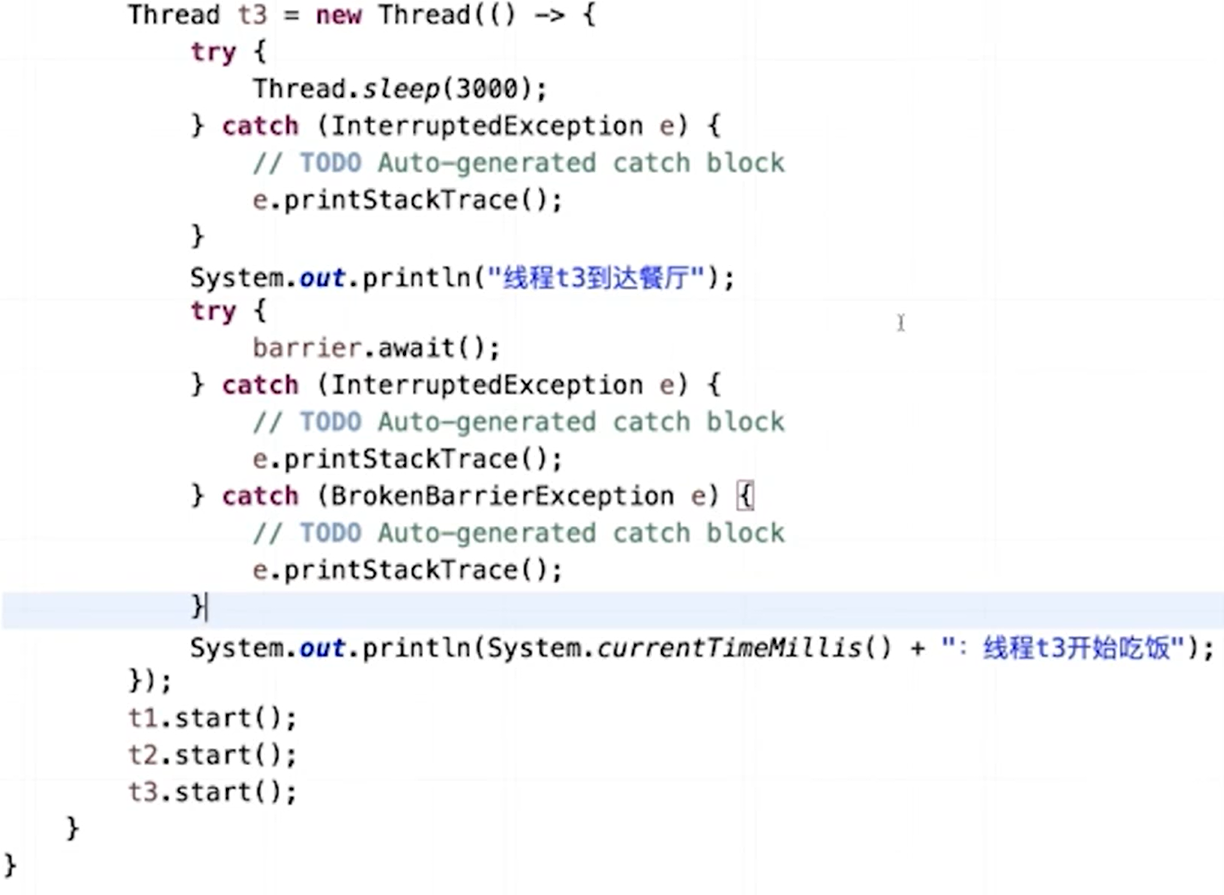 Thread t3 = new Thread(() -> {
try {
Thread.sleep(3000);
} catch (InterruptedException e) {
// TODO Auto-generated catch block
e.printStackTrace();
}
System.out.println("线程t3到达餐厅");
try {
barrier.await();
} catch (InterruptedException e) {
// TODO Auto-generated catch block
e.printStackTrace();
} catch (BrokenBarrierException e) {
// TODO Auto-generated catch block
e.printStackTrace();
}
System.out.println(System.currentTimeMillis() + "：线程t3开始吃饭");
});
t1.start();
t2.start();
t3.start();
}
}